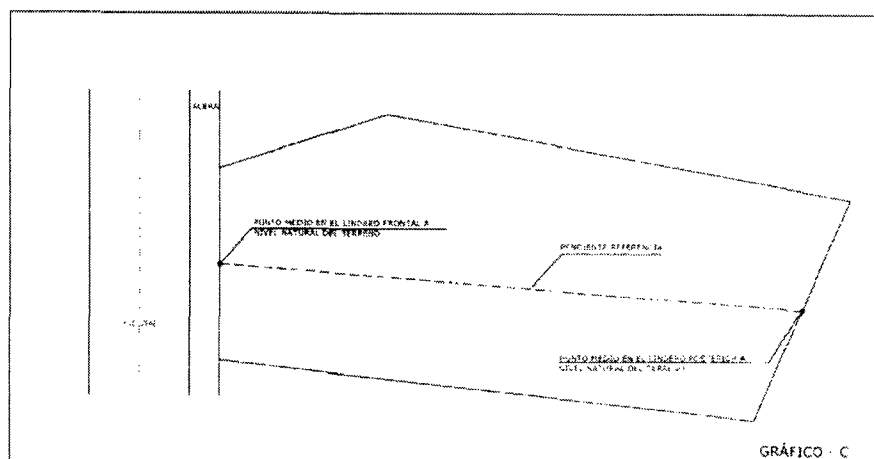 ACERA
PUNTO MEDIO EN EL LINDERO FRONTAL A
NIVEL NATURAL DEL TERRENO
PENDIENTE REFERENCIA
PUNTO MEDIO EN EL LINDERO POSTERIOR A
NIVEL NATURAL DEL TERRENO
GRÁFICO - C